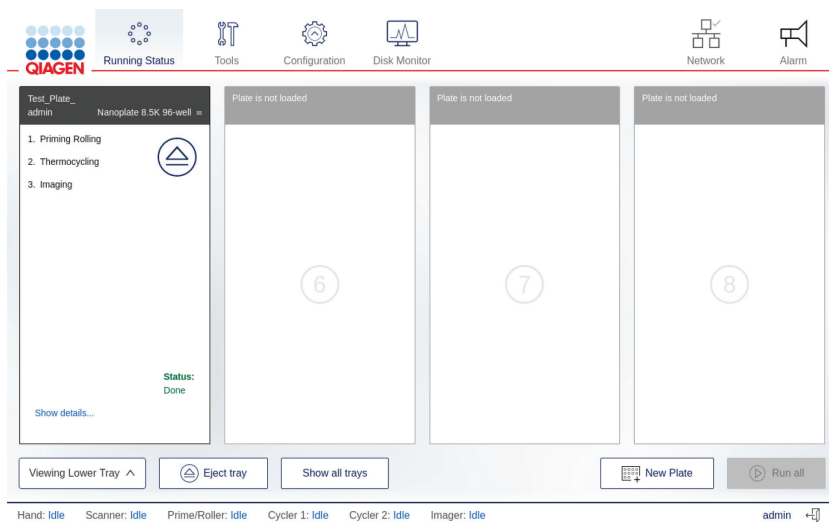 QIAGEN
Running Status
Tools
Configuration
Disk Monitor
Network
Alarm
Test_Plate_
admin Nanoplate 8.5K 96-well
1. Priming Rolling
2. Thermocycling
3. Imaging
Status:
Done
Show details...
Plate is not loaded
6
Plate is not loaded
7
Plate is not loaded
8
Viewing Lower Tray
Eject tray
Show all trays
New Plate
Run all
Hand: Idle Scanner: Idle Prime/Roller: Idle Cycler 1: Idle Cycler 2: Idle Imager: Idle admin